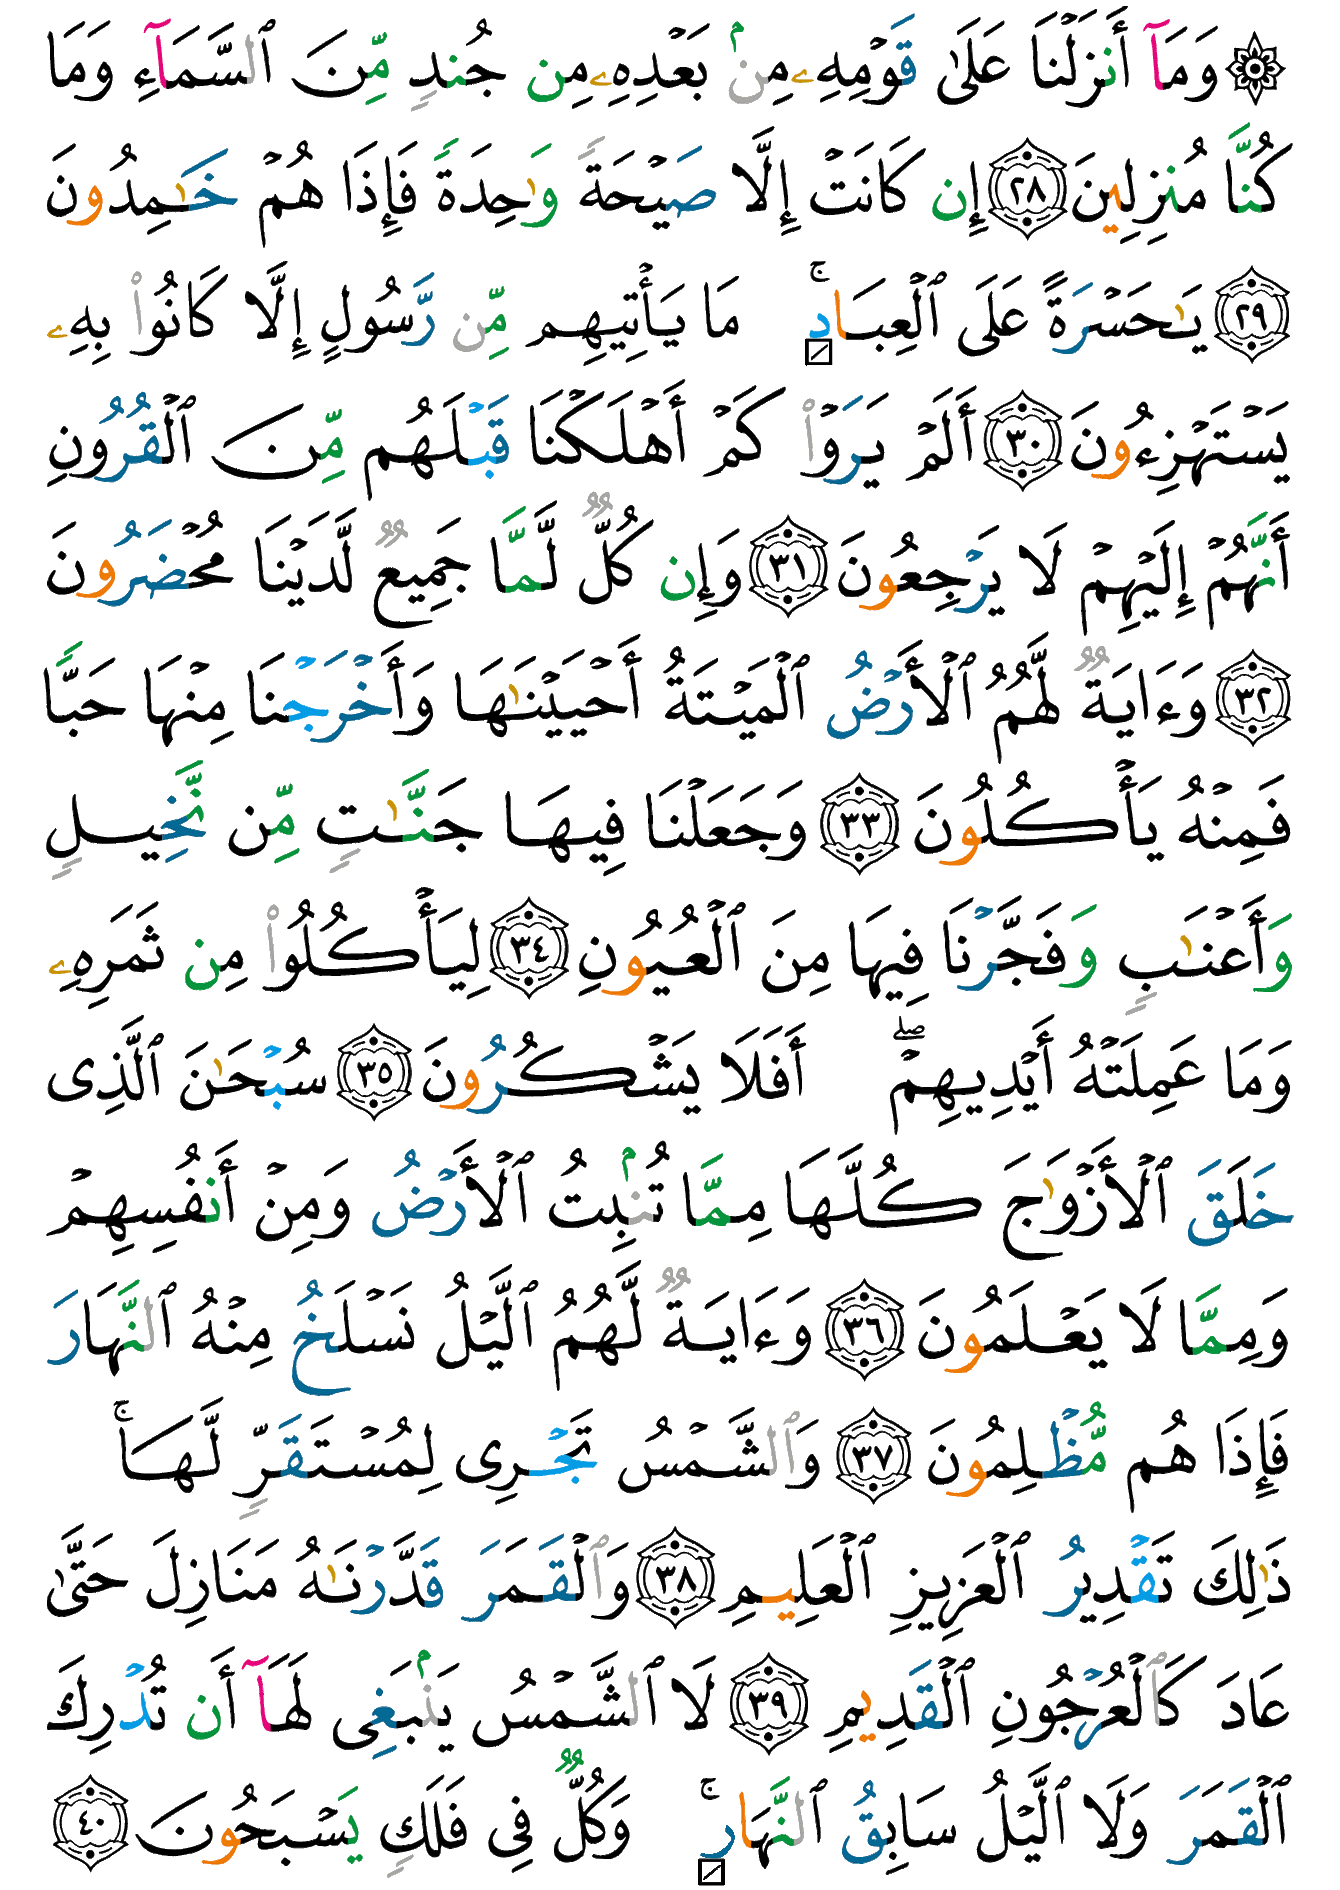 ۞ وَمَآ أَنزَلْنَا عَلَىٰ قَوْمِهِۦ مِنۢ بَعْدِهِۦ مِن جُندٍ مِّنَ ٱلسَّمَآءِ وَمَا
كُنَّا مُنزِلِينَ ٢٨ إِن كَانَتْ إِلَّا صَيْحَةً وَٰحِدَةً فَإِذَا هُمْ خَٰمِدُونَ
٢٩ يَٰحَسْرَةً عَلَى ٱلْعِبَادِۚ مَا يَأْتِيهِم مِّن رَّسُولٍ إِلَّا كَانُوا۟ بِهِۦ
يَسْتَهْزِءُونَ ٣٠ أَلَمْ يَرَوْا۟ كَمْ أَهْلَكْنَا قَبْلَهُم مِّنَ ٱلْقُرُونِ
أَنَّهُمْ إِلَيْهِمْ لَا يَرْجِعُونَ ٣١ وَإِن كُلٌّ لَّمَّا جَمِيعٌ لَّدَيْنَا مُحْضَرُونَ
٣٢ وَءَايَةٌ لَّهُمُ ٱلْأَرْضُ ٱلْمَيْتَةُ أَحْيَيْنَٰهَا وَأَخْرَجْنَا مِنْهَا حَبًّا
فَمِنْهُ يَأْكُلُونَ ٣٣ وَجَعَلْنَا فِيهَا جَنَّٰتٍ مِّن نَّخِيلٍ
وَأَعْنَٰبٍ وَفَجَّرْنَا فِيهَا مِنَ ٱلْعُيُونِ ٣٤ لِيَأْكُلُوا۟ مِن ثَمَرِهِۦ
وَمَا عَمِلَتْهُ أَيْدِيهِمْۖ أَفَلَا يَشْكُرُونَ ٣٥ سُبْحَٰنَ ٱلَّذِى
خَلَقَ ٱلْأَزْوَٰجَ كُلَّهَا مِمَّا تُنۢبِتُ ٱلْأَرْضُ وَمِنْ أَنفُسِهِمْ
وَمِمَّا لَا يَعْلَمُونَ ٣٦ وَءَايَةٌ لَّهُمُ ٱلَّيْلُ نَسْلَخُ مِنْهُ ٱلنَّهَارَ
فَإِذَا هُم مُّظْلِمُونَ ٣٧ وَٱلشَّمْسُ تَجْرِى لِمُسْتَقَرٍّ لَّهَاۚ
ذَٰلِكَ تَقْدِيرُ ٱلْعَزِيزِ ٱلْعَلِيمِ ٣٨ وَٱلْقَمَرَ قَدَّرْنَٰهُ مَنَازِلَ حَتَّىٰ
عَادَ كَٱلْعُرْجُونِ ٱلْقَدِيمِ ٣٩ لَا ٱلشَّمْسُ يَنۢبَغِى لَهَآ أَن تُدْرِكَ
ٱلْقَمَرَ وَلَا ٱلَّيْلُ سَابِقُ ٱلنَّهَارِۚ وَكُلٌّ فِى فَلَكٍ يَسْبَحُونَ ٤٠